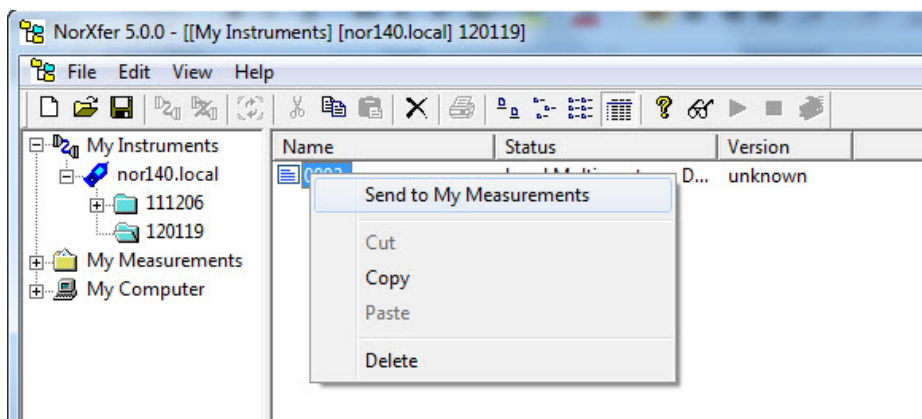 NorXfer 5.0.0 - [[My Instruments] [nor140.local] 120119]
File Edit View Help
My Instruments
nor140.local
111206
120119
My Measurements
My Computer
Name Status Version
D... unknown
Send to My Measurements
Cut
Copy
Paste
Delete